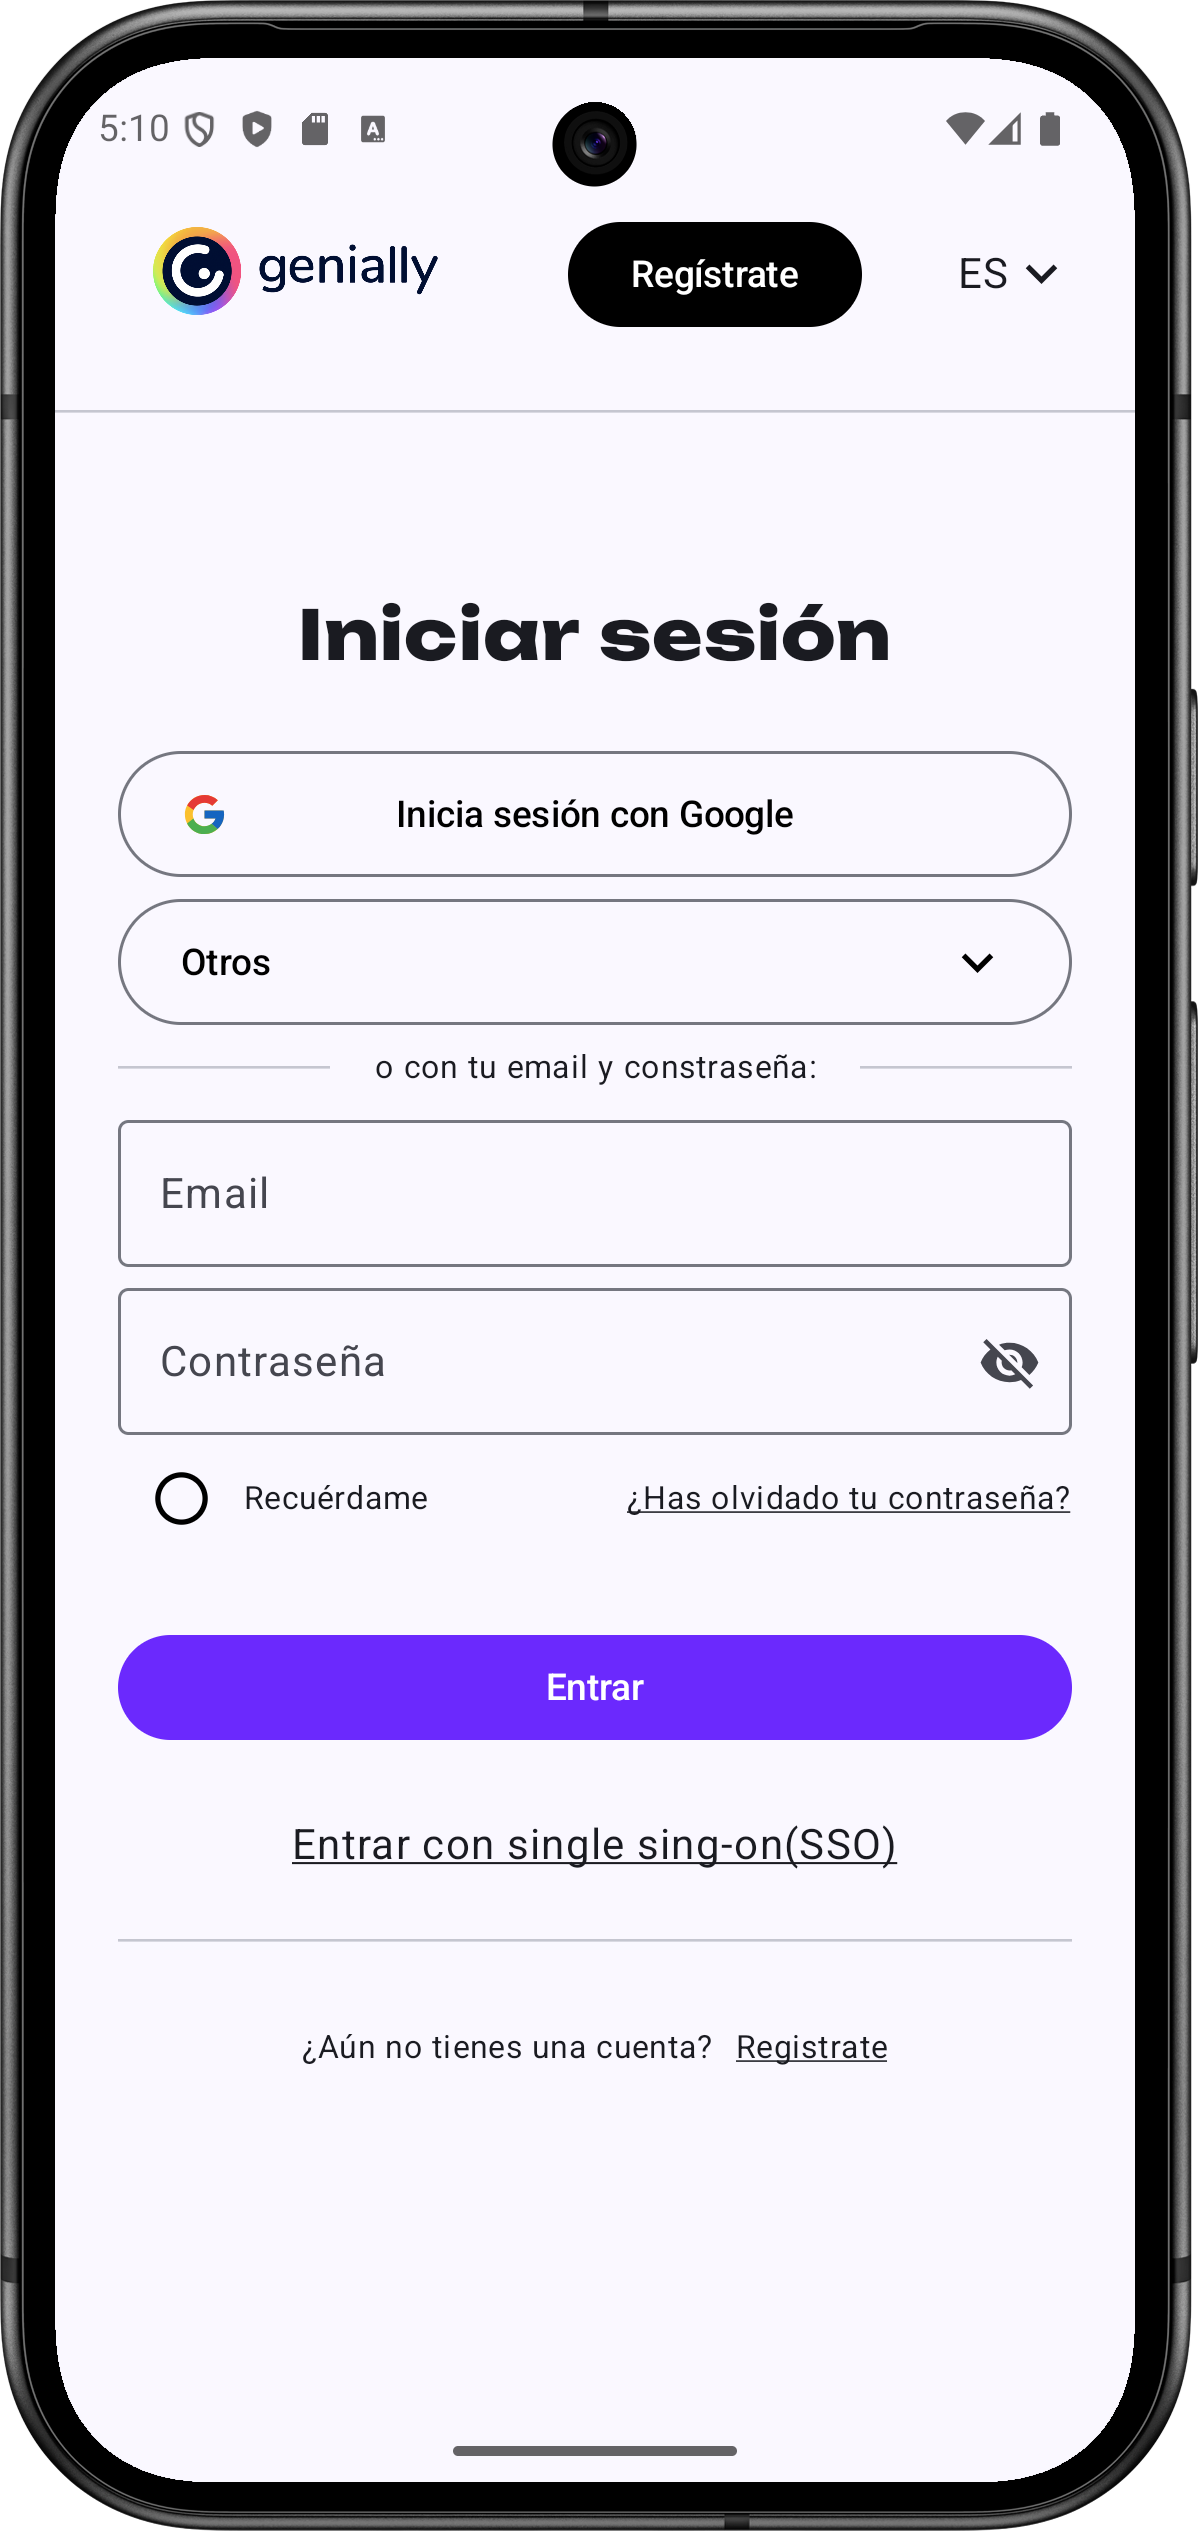 5:10
genially
Regístrate
ES
Iniciar sesión
Inicia sesión con Google
Otros
o con tu email y constraseña:
Email
Contraseña
Recuérdame
¿Has olvidado tu contraseña?
Entrar
Entrar con single sing-on(SSO)
¿Aún no tienes una cuenta? Registrate